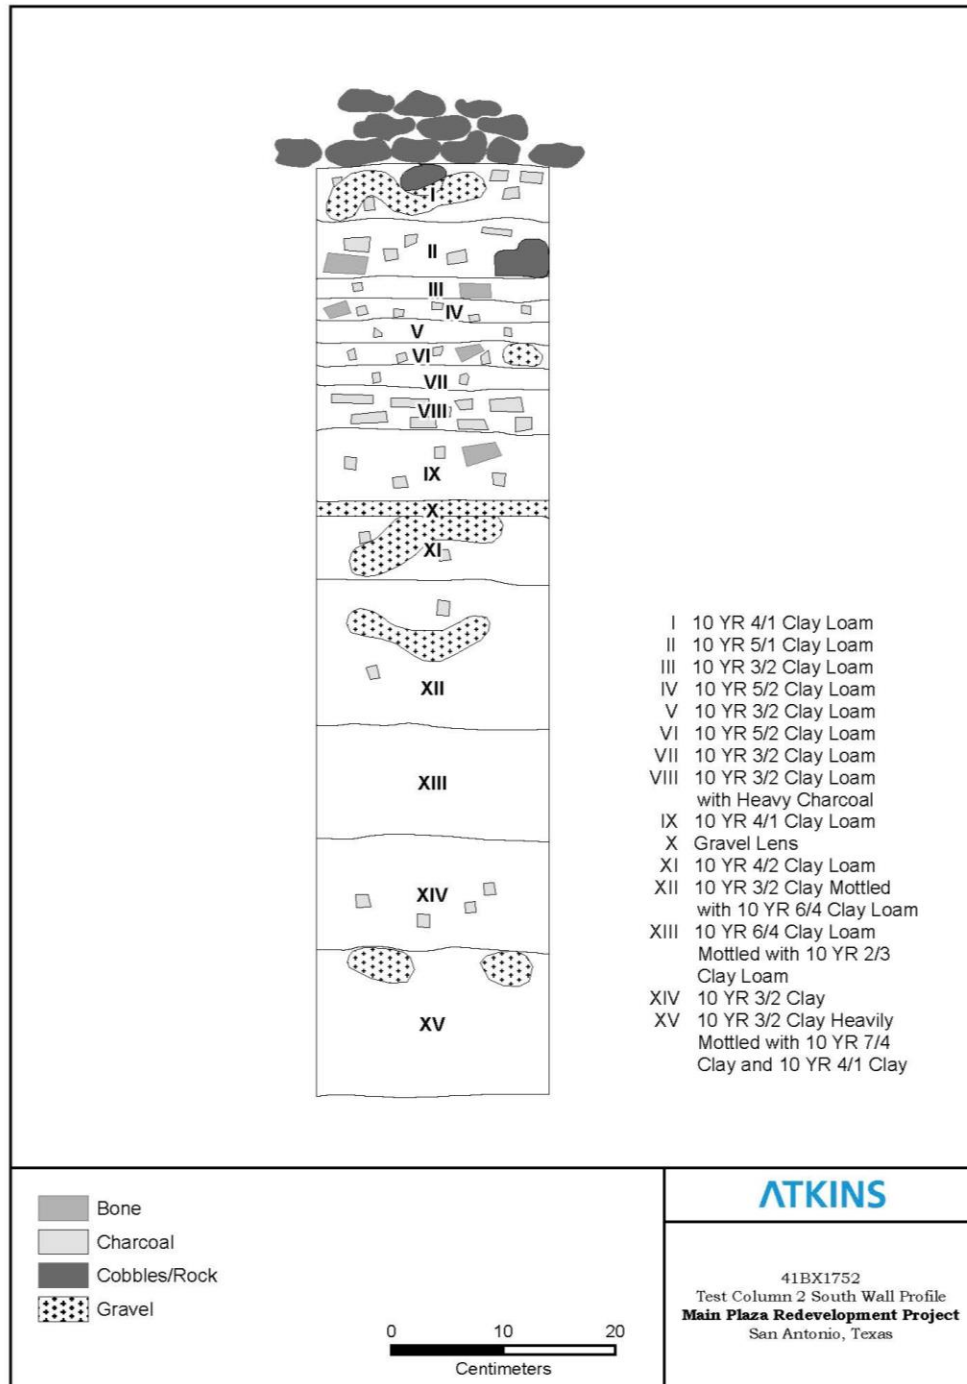 I
II
III
IV
V
VI
VII
VIII
IX
X
XI
XII
XIII
XIV
XV
I 10 YR 4/1 Clay Loam
II 10 YR 5/1 Clay Loam
III 10 YR 3/2 Clay Loam
IV 10 YR 5/2 Clay Loam
V 10 YR 3/2 Clay Loam
VI 10 YR 5/2 Clay Loam
VII 10 YR 3/2 Clay Loam
VIII 10 YR 3/2 Clay Loam
with Heavy Charcoal
IX 10 YR 4/1 Clay Loam
X Gravel Lens
XI 10 YR 4/2 Clay Loam
XII 10 YR 3/2 Clay Mottled
with 10 YR 6/4 Clay Loam
XIII 10 YR 6/4 Clay Loam
Mottled with 10 YR 2/3
Clay Loam
XIV 10 YR 3/2 Clay
XV 10 YR 3/2 Clay Heavily
Mottled with 10 YR 7/4
Clay and 10 YR 4/1 Clay
Bone
Charcoal
Cobbles/Rock
Gravel
0 10 20
Centimeters
ATKINS
41BX1752
Test Column 2 South Wall Profile
Main Plaza Redevelopment Project
San Antonio, Texas